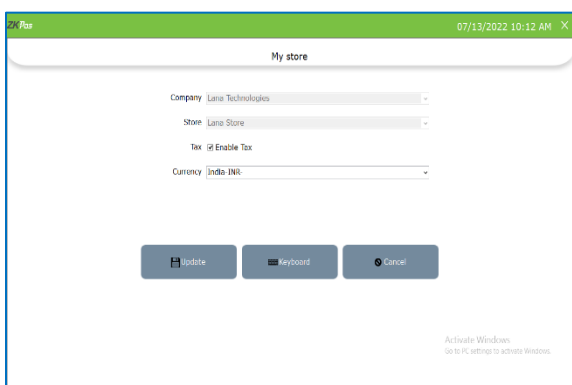 ZKPos 07/13/2022 10:12 AM X
My store
Company Lana Technologies
Store Lana Store
Tax Enable Tax
Currency India-INR-
Update Keyboard Cancel
Activate Windows
Go to PC settings to activate Windows.